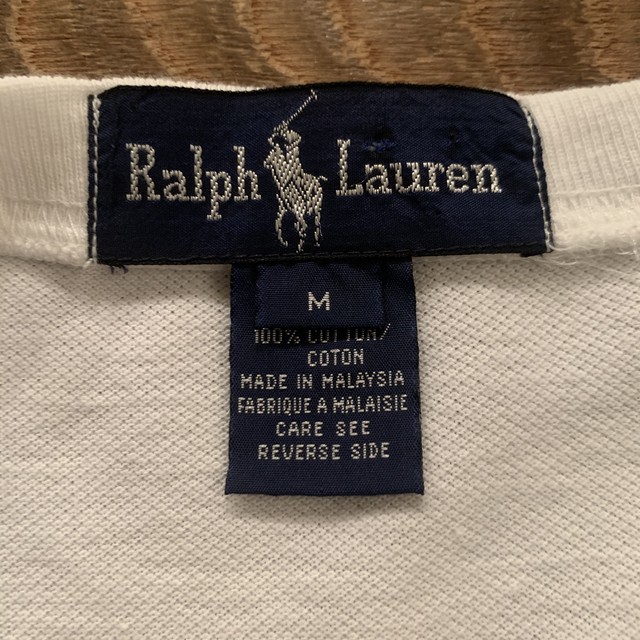 Ralph Lauren
M
100% COTTON/
COTON
MADE IN MALAYSIA
FABRIQUE A MALAISIE
CARE SEE
REVERSE SIDE